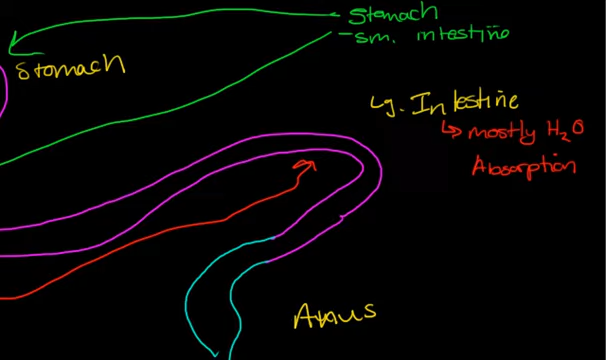 Stomach
-Sm. intestine
Stomach
Lg. Intestine
↳ mostly H₂O
Absorption
Anus